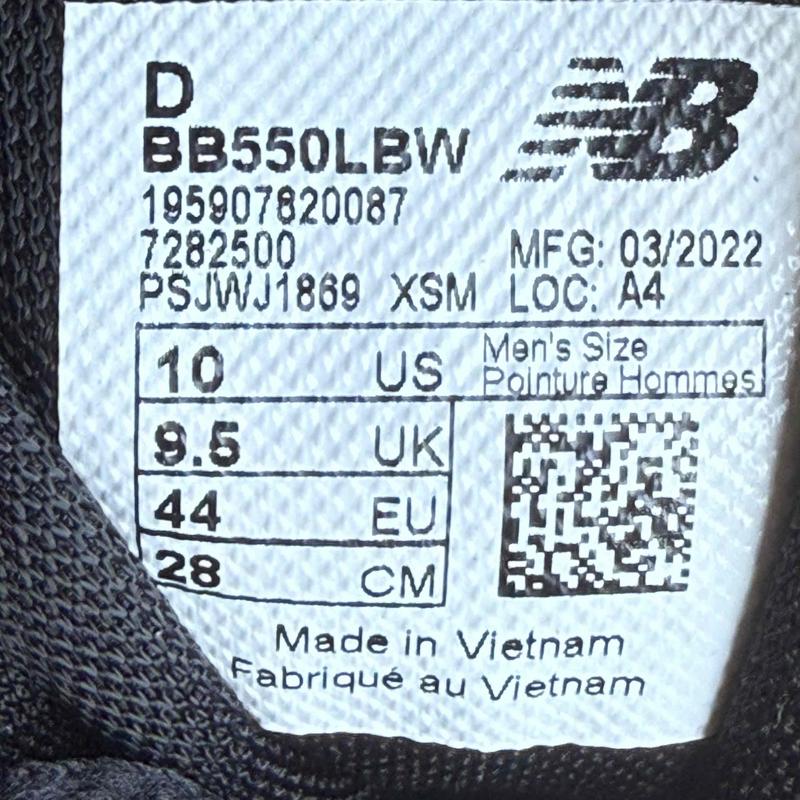 D
NB
BB550LBW
195907820087
7282500 MFG: 03/2022
PSJWJ1869 XSM LOC: A4
10 US Men's Size
Pointure Hommes
9.5 UK
44 EU
28 CM
Made in Vietnam
Fabriqué au Vietnam